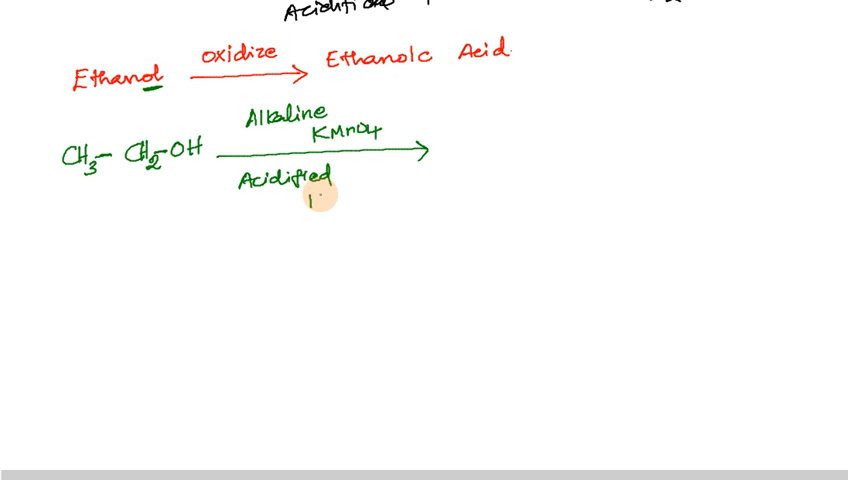 oxidize
Ethanol ⟶ Ethanoic Acid.
Alkaline
KMnO4
CH3– CH2–OH ⟶
Acidified